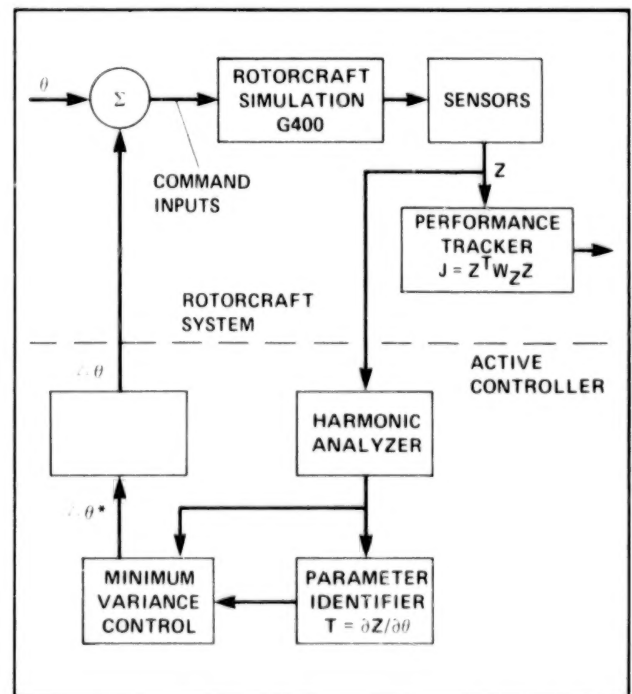 θ
Σ
ROTORCRAFT
SIMULATION
G400
SENSORS
COMMAND
INPUTS
Z
PERFORMANCE
TRACKER
J = Z^T W_Z Z
ROTORCRAFT
SYSTEM
ACTIVE
CONTROLLER
θ
HARMONIC
ANALYZER
θ*
MINIMUM
VARIANCE
CONTROL
PARAMETER
IDENTIFIER
T = ∂Z/∂θ